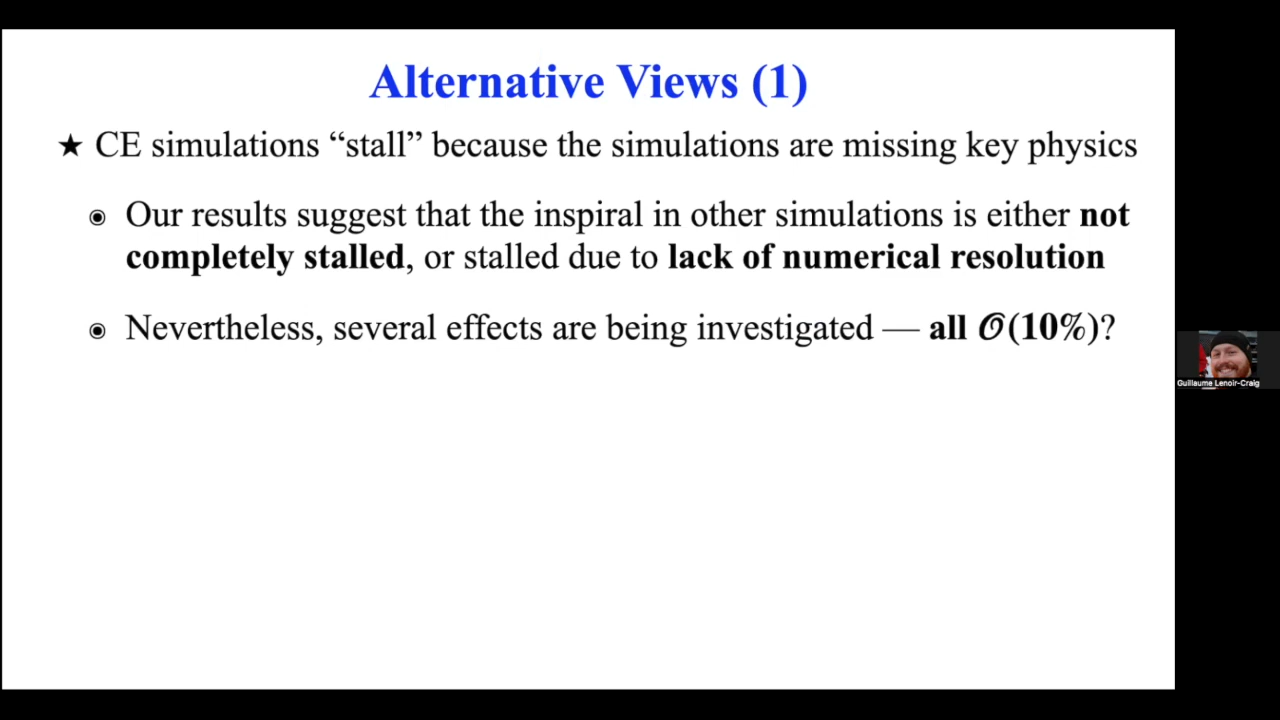 Alternative Views (1)
★ CE simulations “stall” because the simulations are missing key physics
◉ Our results suggest that the inspiral in other simulations is either not
completely stalled, or stalled due to lack of numerical resolution
◉ Nevertheless, several effects are being investigated — all 𝒪(10%)?
Guillaume Lenoir-Craig